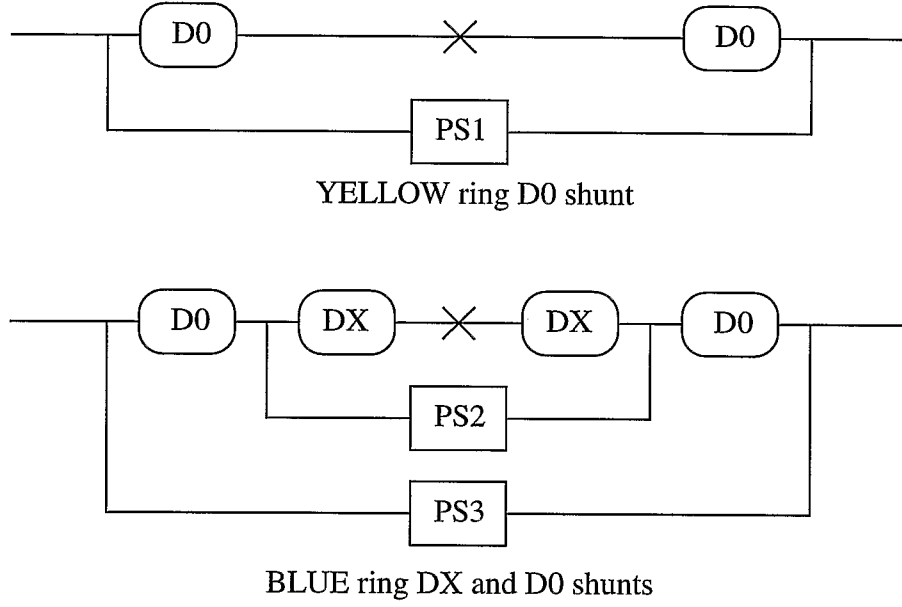 D0 D0
PS1
YELLOW ring D0 shunt
D0 DX DX D0
PS2
PS3
BLUE ring DX and D0 shunts